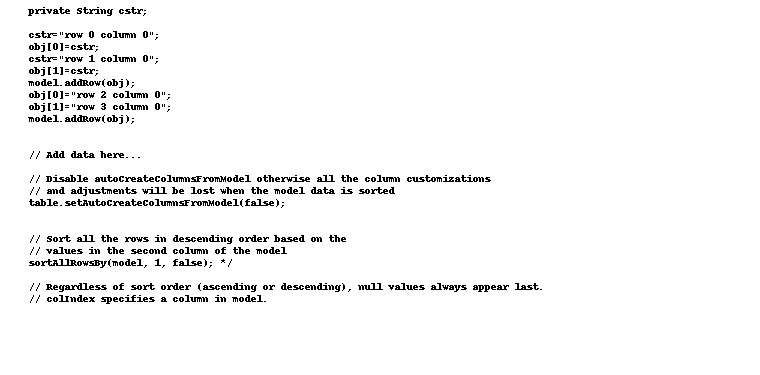 private String cstr;
cstr="row 0 column 0";
obj[0]=cstr;
cstr="row 1 column 0";
obj[1]=cstr;
model.addRow(obj);
obj[0]="row 2 column 0";
obj[1]="row 3 column 0";
model.addRow(obj);
// Add data here...
// Disable autoCreateColumnsFromModel otherwise all the column customizations
// and adjustments will be lost when the model data is sorted
table.setAutoCreateColumnsFromModel(false);
// Sort all the rows in descending order based on the
// values in the second column of the model
sortAllRowsBy(model, 1, false); */
// Regardless of sort order (ascending or descending), null values always appear last.
// colIndex specifies a column in model.